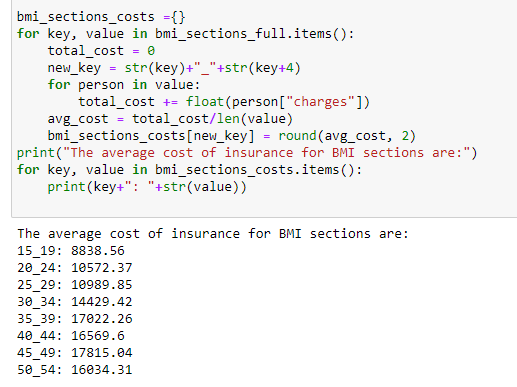 bmi_sections_costs ={}
for key, value in bmi_sections_full.items():
    total_cost = 0
    new_key = str(key)+"_"+str(key+4)
    for person in value:
        total_cost += float(person["charges"])
    avg_cost = total_cost/len(value)
    bmi_sections_costs[new_key] = round(avg_cost, 2)
print("The average cost of insurance for BMI sections are:")
for key, value in bmi_sections_costs.items():
    print(key+": "+str(value))
The average cost of insurance for BMI sections are:
15_19: 8838.56
20_24: 10572.37
25_29: 10989.85
30_34: 14429.42
35_39: 17022.26
40_44: 16569.6
45_49: 17815.04
50_54: 16034.31